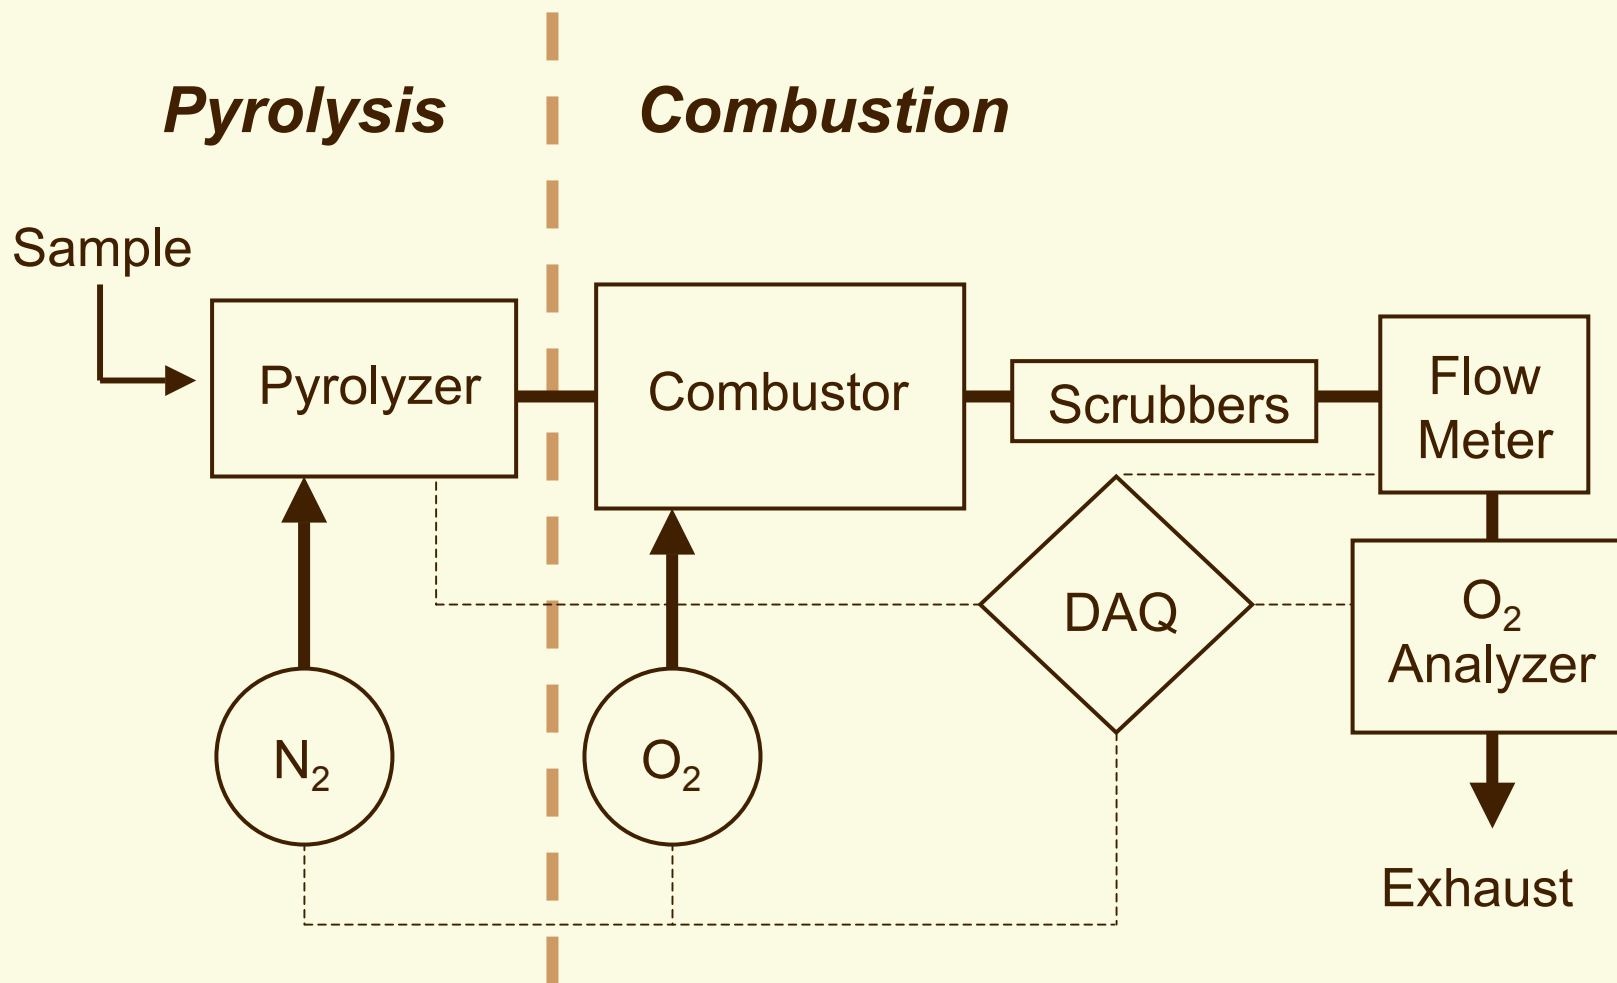 Pyrolysis
Combustion
Sample
Pyrolyzer
Combustor
Scrubbers
Flow
Meter
DAQ
O₂
Analyzer
N₂
O₂
Exhaust